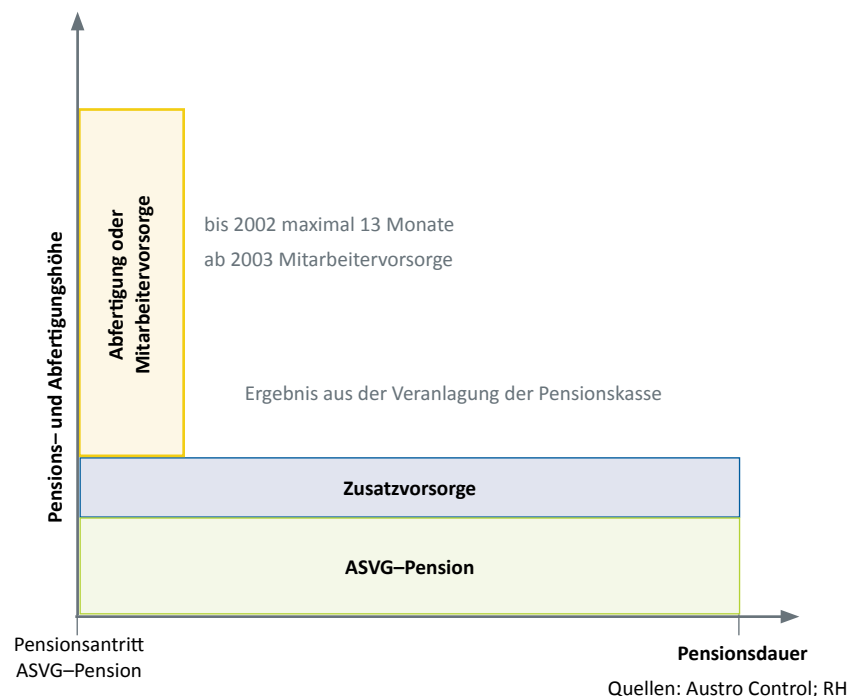 Pensions– und Abfertigungshöhe
Abfertigung oder
Mitarbeitervorsorge
bis 2002 maximal 13 Monate
ab 2003 Mitarbeitervorsorge
Ergebnis aus der Veranlagung der Pensionskasse
Zusatzvorsorge
ASVG–Pension
Pensionsantritt
ASVG–Pension
Pensionsdauer
Quellen: Austro Control; RH